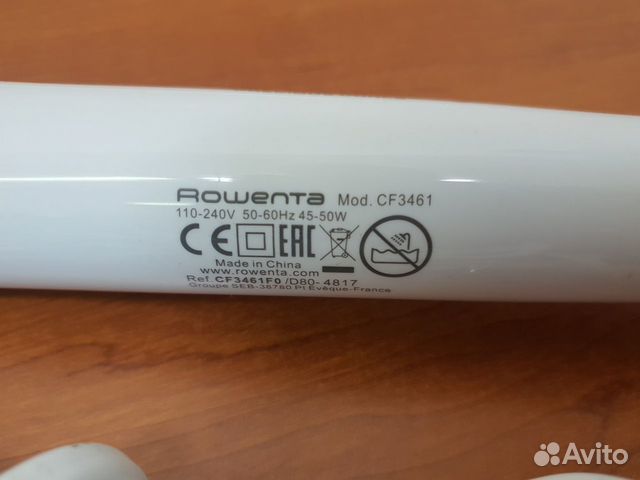 Rowenta Mod. CF3461
110-240V 50-60Hz 45-50W
CE EAC
Made in China
www.rowenta.com
Ref CF3461F0 /D80- 4817
Groupe SEB-38780 Pt Evêque-France
Avito